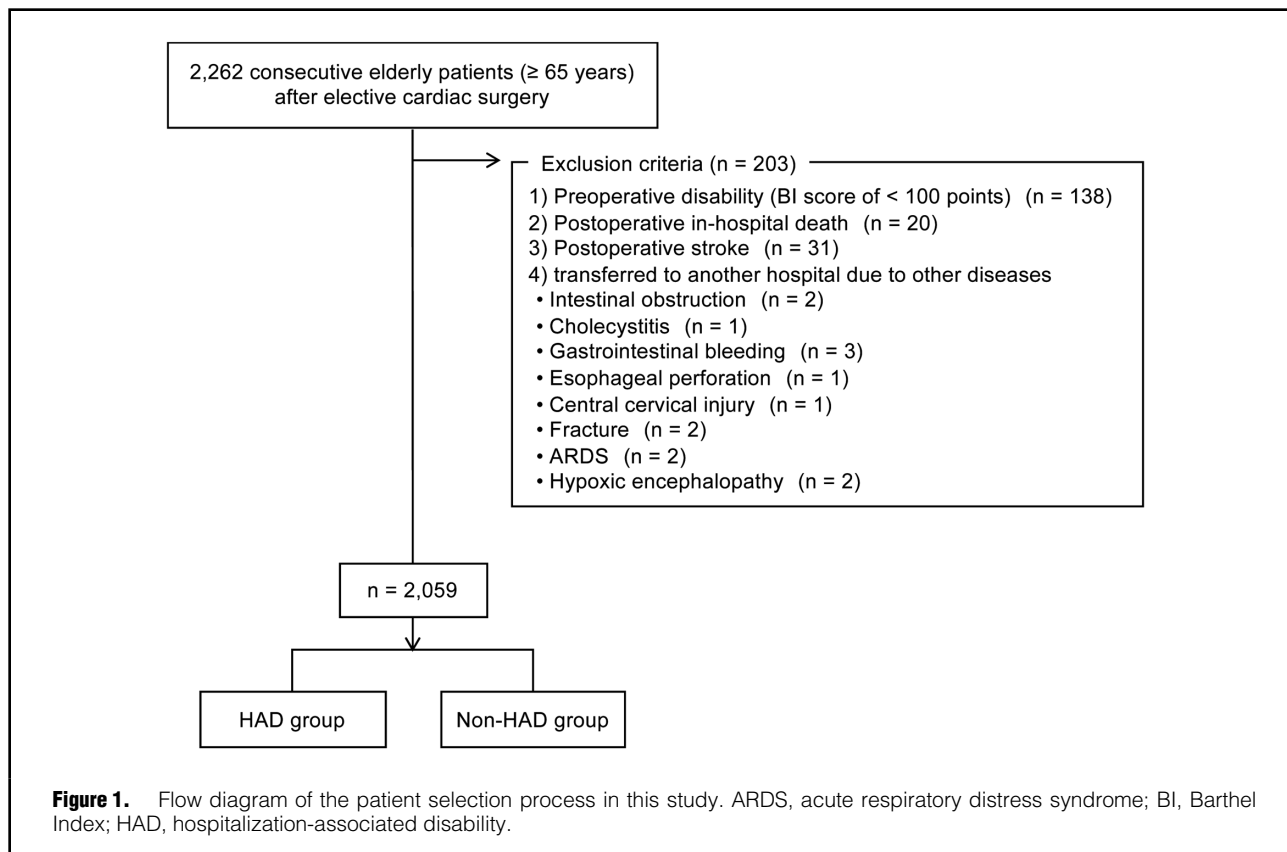 2,262 consecutive elderly patients (≥ 65 years)
after elective cardiac surgery
Exclusion criteria (n = 203)
1) Preoperative disability (BI score of < 100 points) (n = 138)
2) Postoperative in-hospital death (n = 20)
3) Postoperative stroke (n = 31)
4) transferred to another hospital due to other diseases
• Intestinal obstruction (n = 2)
• Cholecystitis (n = 1)
• Gastrointestinal bleeding (n = 3)
• Esophageal perforation (n = 1)
• Central cervical injury (n = 1)
• Fracture (n = 2)
• ARDS (n = 2)
• Hypoxic encephalopathy (n = 2)
n = 2,059
HAD group
Non-HAD group
Figure 1. Flow diagram of the patient selection process in this study. ARDS, acute respiratory distress syndrome; BI, Barthel
Index; HAD, hospitalization-associated disability.